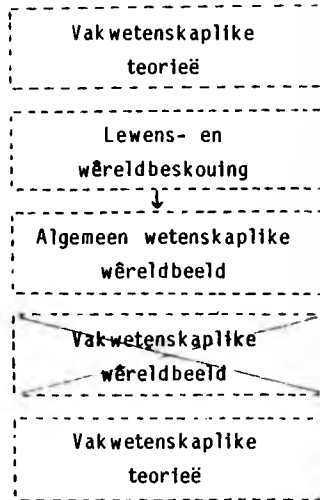 Vakwetenskaplike
teorieë
Lewens- en
wêreldbeskouing
Algemeen wetenskaplike
wêreldbeeld
Vakwetenskaplike
wêreldbeeld
Vakwetenskaplike
teorieë